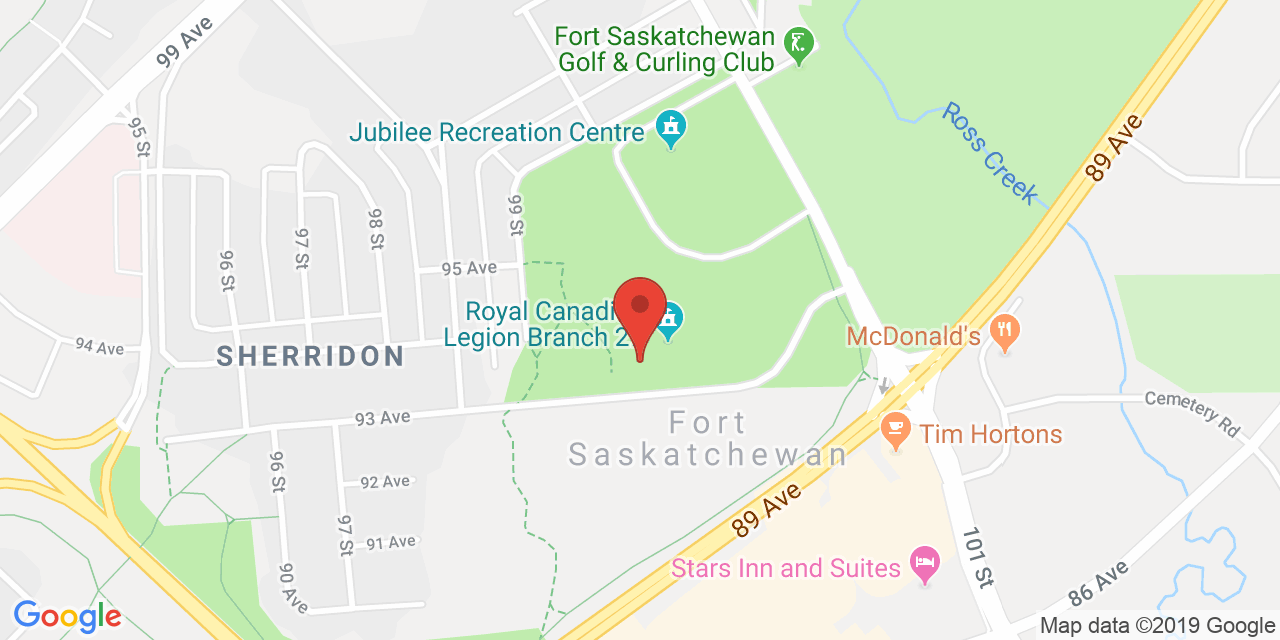 99 Ave
Fort Saskatchewan
Golf & Curling Club
Jubilee Recreation Centre
Ross Creek
89 Ave
95 St
99 St
98 St
97 St
96 St
95 Ave
Royal Canadi
Legion Branch 2
94 Ave
SHERRIDON
McDonald's
93 Ave
Cemetery Rd
Fort
Saskatchewan
Tim Hortons
96 St
92 Ave
97 St
91 Ave
89 Ave
101 St
Stars Inn and Suites
90 Ave
86 Ave
Google
Map data ©2019 Google